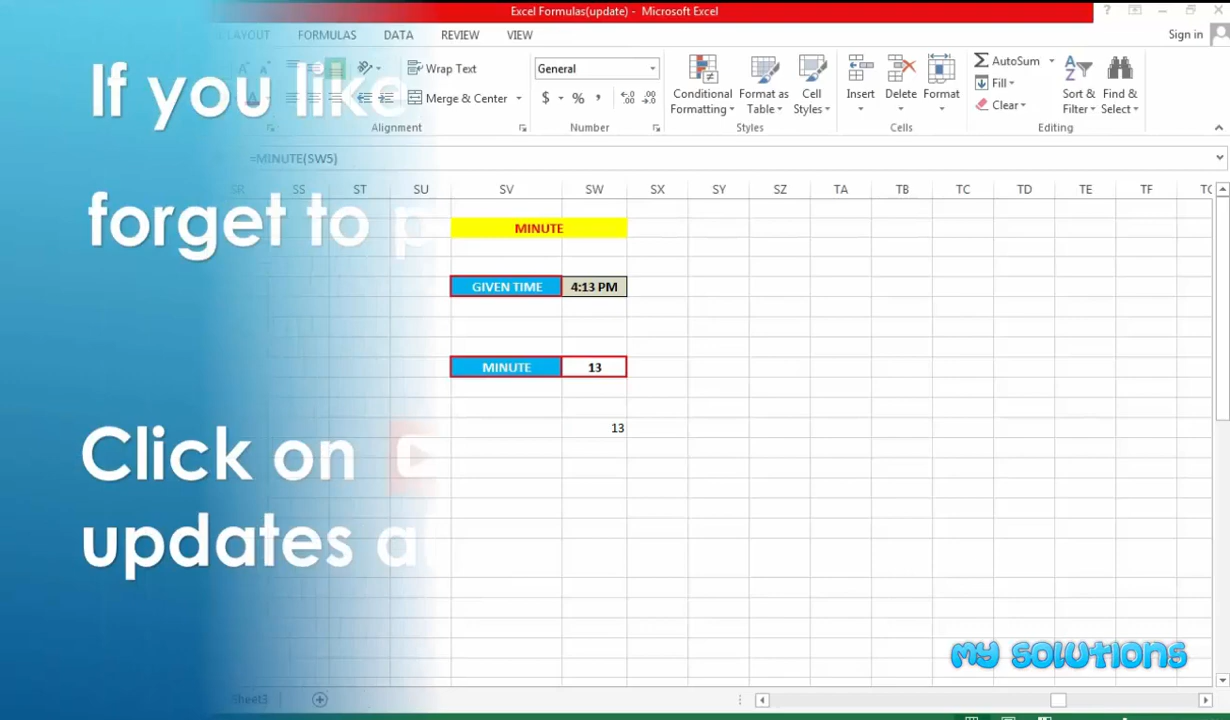 Excel Formulas(update) - Microsoft Excel
LAYOUT FORMULAS DATA REVIEW VIEW Sign in
Wrap Text General AutoSum
Merge & Center $ % , Conditional Formatting Format as Table Cell Styles Insert Delete Format Fill Clear Sort & Filter Find & Select
Alignment Number Styles Cells Editing
=MINUTE(SW5)
SR SS ST SU SV SW SX SY SZ TA TB TC TD TE TF
MINUTE
GIVEN TIME 4:13 PM
MINUTE 13
13
If you like
forget to
Click on
updates
MY SOLUTIONS
Sheet3